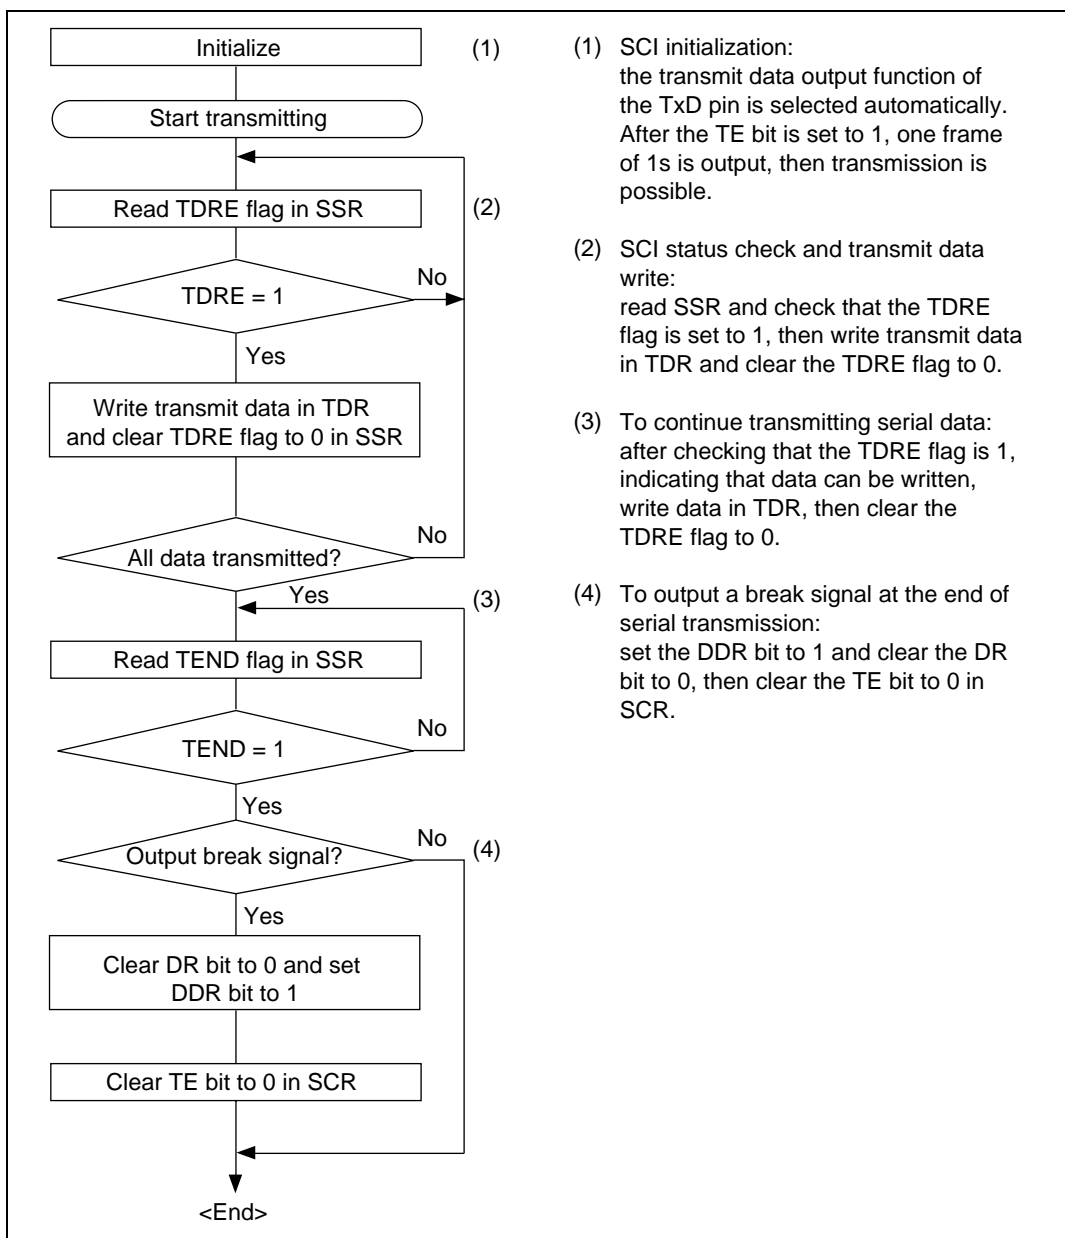 Initialize
(1)
Start transmitting
Read TDRE flag in SSR
(2)
TDRE = 1
No
Yes
Write transmit data in TDR
and clear TDRE flag to 0 in SSR
All data transmitted?
No
Yes
(3)
Read TEND flag in SSR
TEND = 1
No
Yes
Output break signal?
No
(4)
Yes
Clear DR bit to 0 and set
DDR bit to 1
Clear TE bit to 0 in SCR
<End>
(1) SCI initialization:
the transmit data output function of
the TxD pin is selected automatically.
After the TE bit is set to 1, one frame
of 1s is output, then transmission is
possible.
(2) SCI status check and transmit data
write:
read SSR and check that the TDRE
flag is set to 1, then write transmit data
in TDR and clear the TDRE flag to 0.
(3) To continue transmitting serial data:
after checking that the TDRE flag is 1,
indicating that data can be written,
write data in TDR, then clear the
TDRE flag to 0.
(4) To output a break signal at the end of
serial transmission:
set the DDR bit to 1 and clear the DR
bit to 0, then clear the TE bit to 0 in
SCR.